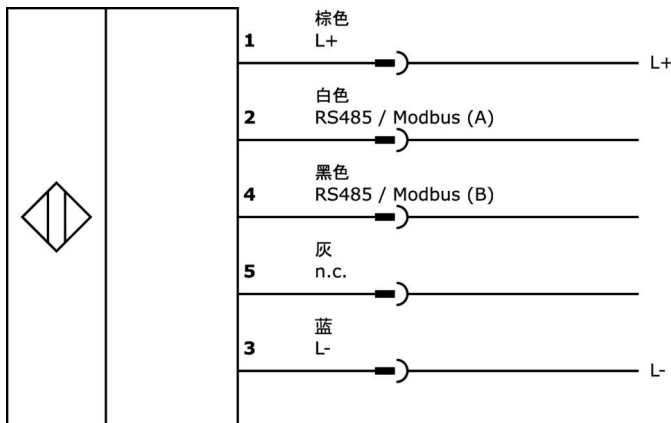 棕色
1
L+
L+
白色
2
RS485 / Modbus (A)
黑色
4
RS485 / Modbus (B)
灰
5
n.c.
蓝
3
L-
L-